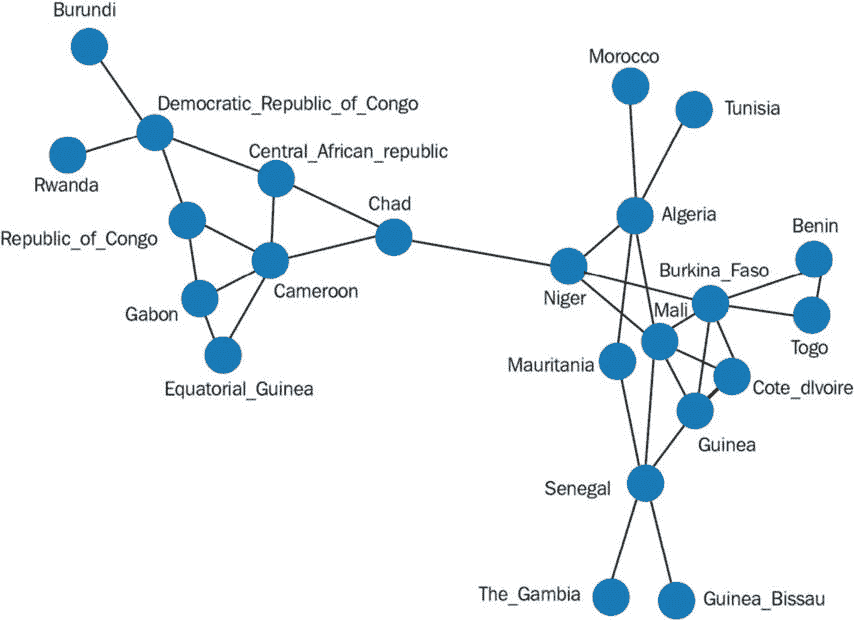 Burundi
Democratic_Republic_of_Congo
Central_African_republic
Rwanda
Chad
Republic_of_Congo
Cameroon
Gabon
Equatorial_Guinea
Morocco
Tunisia
Algeria
Benin
Burkina_Faso
Niger
Mali
Togo
Mauritania
Cote_dIvoire
Guinea
Senegal
The_Gambia
Guinea_Bissau